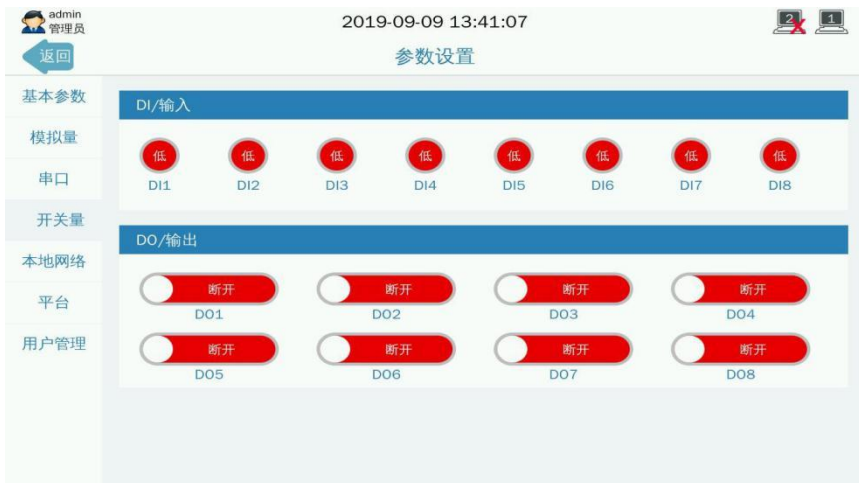 admin
管理员
2019-09-09 13:41:07
2
1
返回
参数设置
基本参数
模拟量
串口
开关量
本地网络
平台
用户管理
DI/输入
低 低 低 低 低 低 低 低
DI1 DI2 DI3 DI4 DI5 DI6 DI7 DI8
DO/输出
断开 断开 断开 断开
DO1 DO2 DO3 DO4
断开 断开 断开 断开
DO5 DO6 DO7 DO8